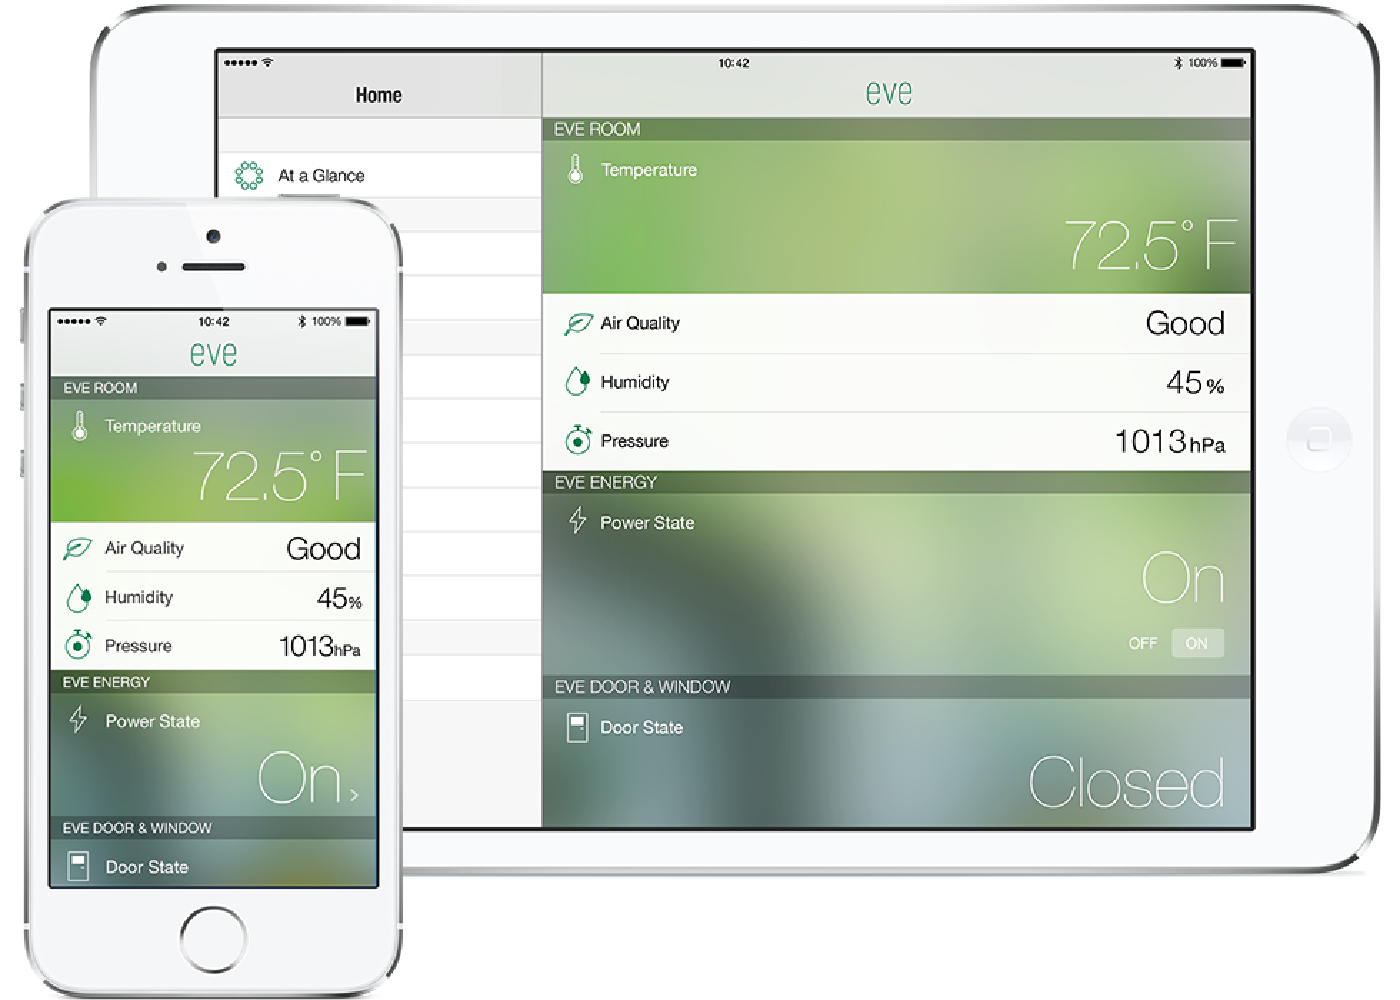 10:42
100%
Home
eve
EVE ROOM
At a Glance
Temperature
72.5° F
Air Quality
Good
Humidity
45 %
Pressure
1013 hPa
EVE ENERGY
Power State
On
OFF ON
EVE DOOR & WINDOW
Door State
Closed
10:42
100%
eve
EVE ROOM
Temperature
72.5° F
Air Quality
Good
Humidity
45%
Pressure
1013hPa
EVE ENERGY
Power State
On >
EVE DOOR & WINDOW
Door State